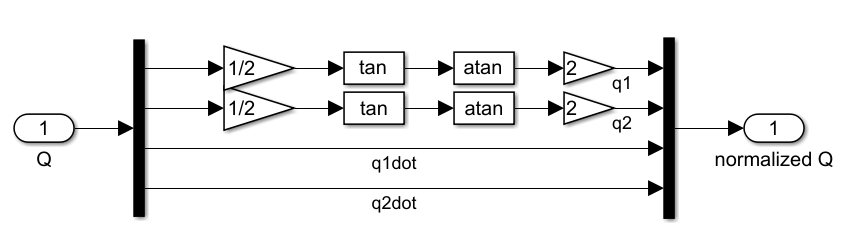 1/2 tan atan 2 q1
1/2 tan atan 2 q2
1 Q
q1dot
q2dot
1 normalized Q